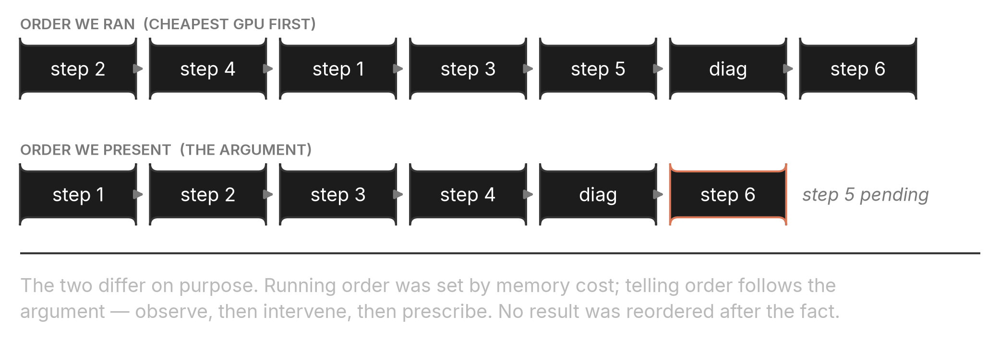 ORDER WE RAN (CHEAPEST GPU FIRST)
step 2 step 4 step 1 step 3 step 5 diag step 6
ORDER WE PRESENT (THE ARGUMENT)
step 1 step 2 step 3 step 4 diag step 6 step 5 pending
The two differ on purpose. Running order was set by memory cost; telling order follows the
argument — observe, then intervene, then prescribe. No result was reordered after the fact.